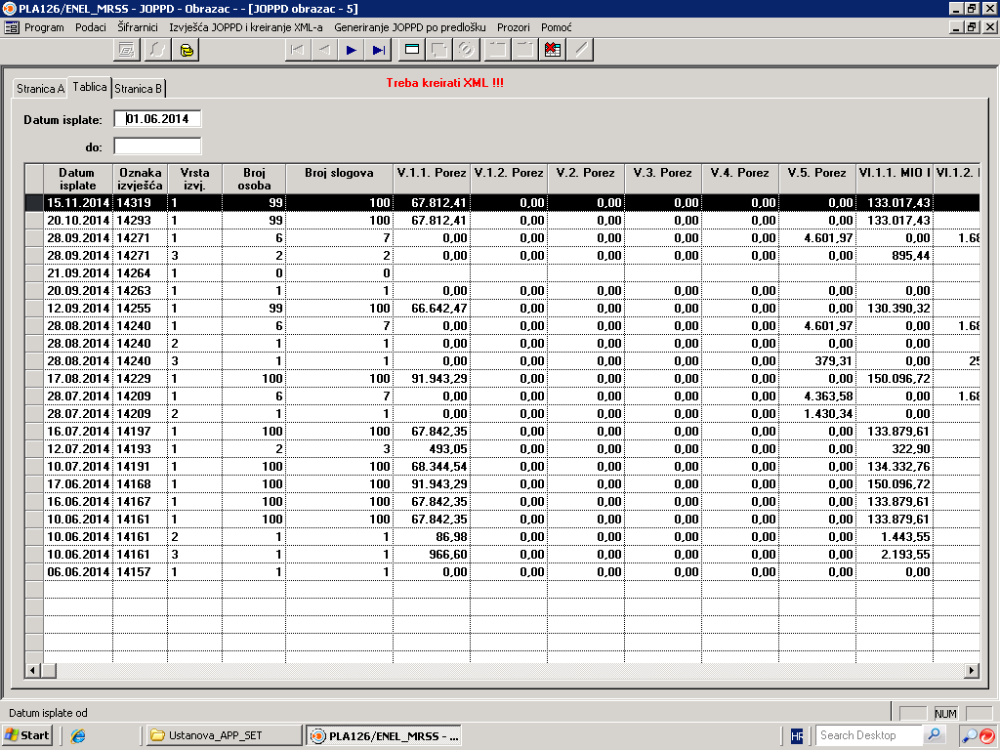 PLA126/ENEL_MRSS - JOPPD - Obrazac - - [JOPPD obrazac - 5]
Program Podaci Šifrarnici Izvješća JOPPD i kreiranje XML-a Generiranje JOPPD po predlošku Prozori Pomoć
Stranica A Tablica Stranica B Treba kreirati XML !!!
Datum isplate: 01.06.2014
do:
Datum isplate Oznaka izvješća Vrsta izvj. Broj osoba Broj slogova V.1.1. Porez V.1.2. Porez V.2. Porez V.3. Porez V.4. Porez V.5. Porez VI.1.1. MIO I VI.1.2.
15.11.2014 14319 1 99 100 67.812,41 0,00 0,00 0,00 0,00 0,00 133.017,43
20.10.2014 14293 1 99 100 67.812,41 0,00 0,00 0,00 0,00 0,00 133.017,43
28.09.2014 14271 1 6 7 0,00 0,00 0,00 0,00 0,00 4.601,97 0,00 1.68
28.09.2014 14271 3 2 2 0,00 0,00 0,00 0,00 0,00 0,00 895,44
21.09.2014 14264 1 0 0
20.09.2014 14263 1 1 1 0,00 0,00 0,00 0,00 0,00 0,00 0,00
12.09.2014 14255 1 99 100 66.642,47 0,00 0,00 0,00 0,00 0,00 130.390,32
28.08.2014 14240 1 6 7 0,00 0,00 0,00 0,00 0,00 4.601,97 0,00 1.68
28.08.2014 14240 2 1 1 0,00 0,00 0,00 0,00 0,00 0,00 0,00
28.08.2014 14240 3 1 1 0,00 0,00 0,00 0,00 0,00 379,31 0,00 25
17.08.2014 14229 1 100 100 91.943,29 0,00 0,00 0,00 0,00 0,00 150.096,72
28.07.2014 14209 1 6 7 0,00 0,00 0,00 0,00 0,00 4.363,58 0,00 1.68
28.07.2014 14209 2 1 1 0,00 0,00 0,00 0,00 0,00 1.430,34 0,00
16.07.2014 14197 1 100 100 67.842,35 0,00 0,00 0,00 0,00 0,00 133.879,61
12.07.2014 14193 1 2 3 493,05 0,00 0,00 0,00 0,00 0,00 322,90
10.07.2014 14191 1 100 100 68.344,54 0,00 0,00 0,00 0,00 0,00 134.332,76
17.06.2014 14168 1 100 100 91.943,29 0,00 0,00 0,00 0,00 0,00 150.096,72
16.06.2014 14167 1 100 100 67.842,35 0,00 0,00 0,00 0,00 0,00 133.879,61
10.06.2014 14161 1 100 100 67.842,35 0,00 0,00 0,00 0,00 0,00 133.879,61
10.06.2014 14161 2 1 1 86,98 0,00 0,00 0,00 0,00 0,00 1.443,55
10.06.2014 14161 3 1 1 966,60 0,00 0,00 0,00 0,00 0,00 2.193,55
06.06.2014 14157 1 1 1 0,00 0,00 0,00 0,00 0,00 0,00 0,00
Datum isplate od NUM
Start Ustanova_APP_SET PLA126/ENEL_MRSS - ... HR Search Desktop